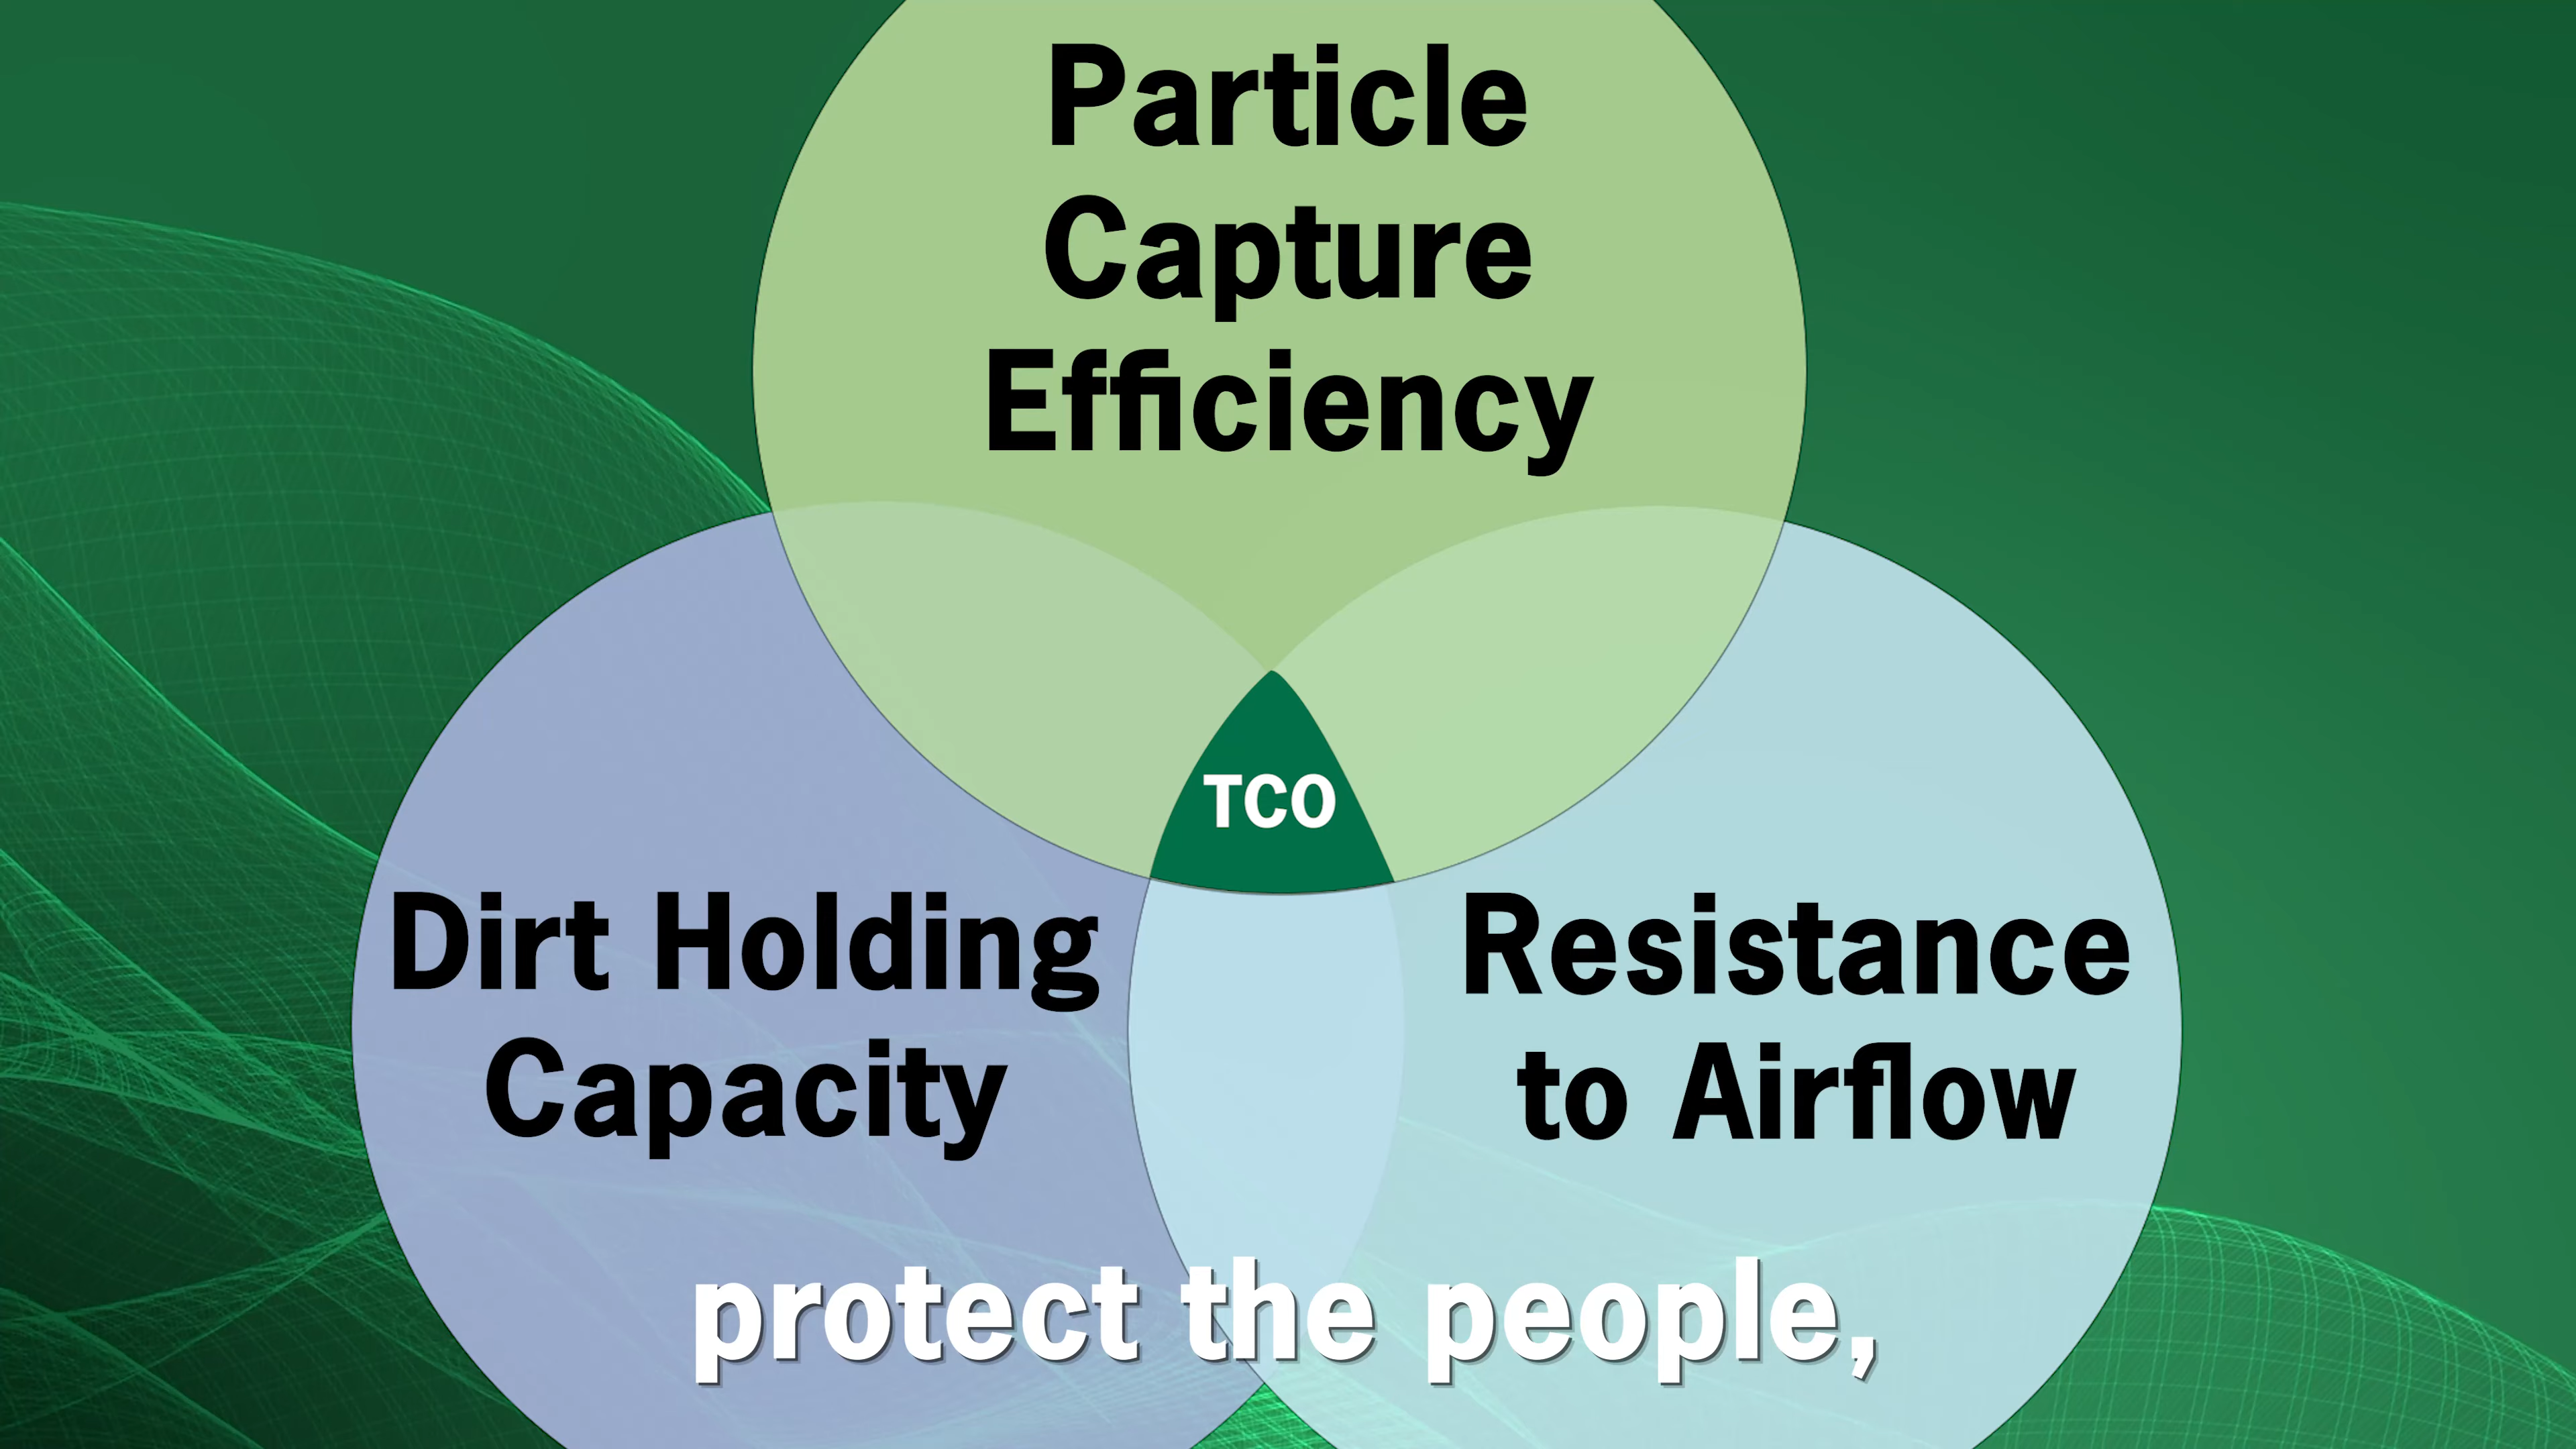 Particle
Capture
Efficiency
TCO
Dirt Holding
Capacity
Resistance
to Airflow
protect the people,